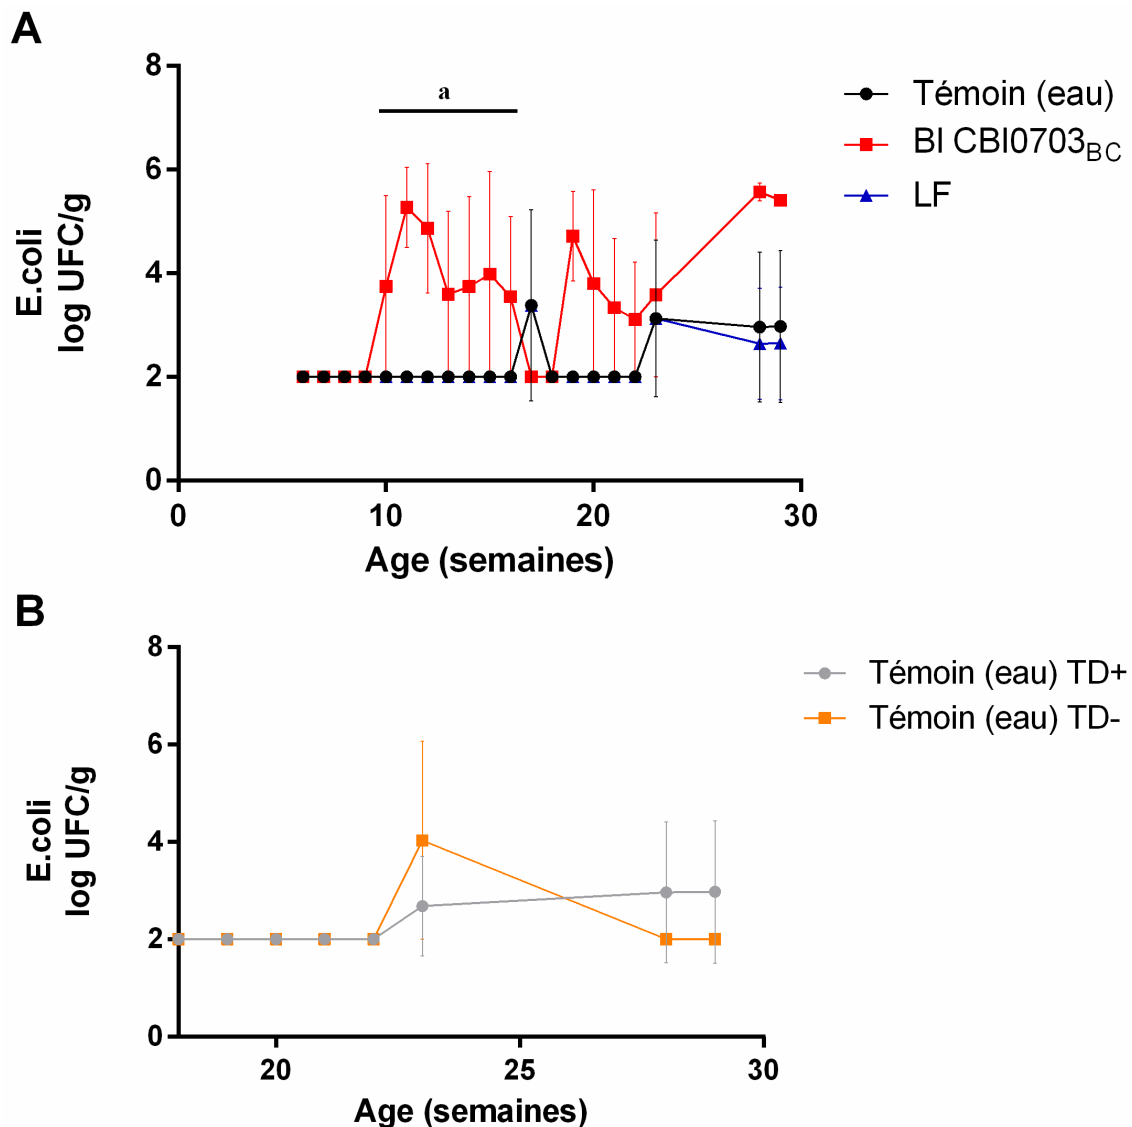 A
8
6
4
2
0
E.coli
log UFC/g
a
Témoin (eau)
BI CBI0703BC
LF
0 10 20 30
Age (semaines)
B
8
6
4
2
0
E.coli
log UFC/g
Témoin (eau) TD+
Témoin (eau) TD-
20 25 30
Age (semaines)